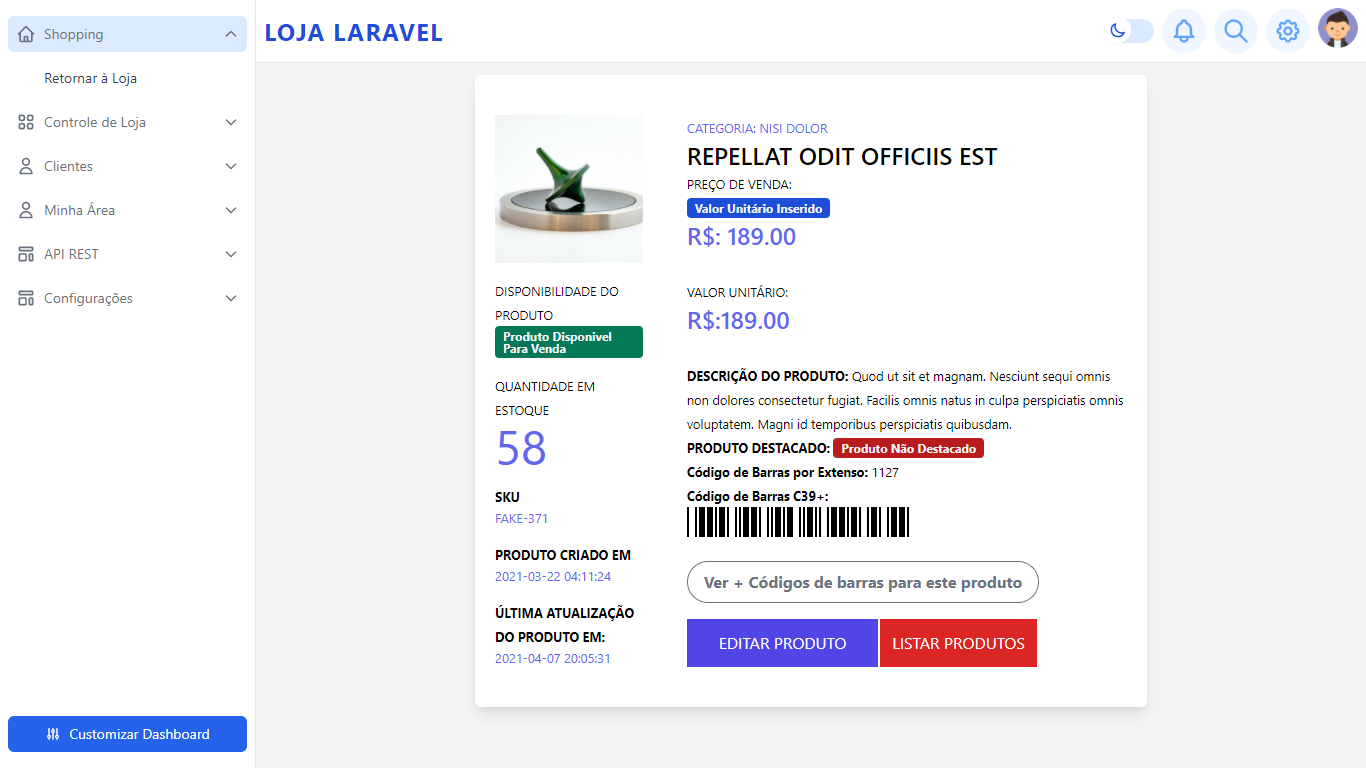 Shopping
Retornar à Loja
Controle de Loja
Clientes
Minha Área
API REST
Configurações
Customizar Dashboard
LOJA LARAVEL
DISPONIBILIDADE DO
PRODUTO
Produto Disponivel
Para Venda
QUANTIDADE EM
ESTOQUE
58
SKU
FAKE-371
PRODUTO CRIADO EM
2021-03-22 04:11:24
ÚLTIMA ATUALIZAÇÃO
DO PRODUTO EM:
2021-04-07 20:05:31
CATEGORIA: NISI DOLOR
REPELLAT ODIT OFFICIIS EST
PREÇO DE VENDA:
Valor Unitário Inserido
R$: 189.00
VALOR UNITÁRIO:
R$:189.00
DESCRIÇÃO DO PRODUTO: Quod ut sit et magnam. Nesciunt sequi omnis
non dolores consectetur fugiat. Facilis omnis natus in culpa perspiciatis omnis
voluptatem. Magni id temporibus perspiciatis quibusdam.
PRODUTO DESTACADO: Produto Não Destacado
Código de Barras por Extenso: 1127
Código de Barras C39+:
Ver + Códigos de barras para este produto
EDITAR PRODUTO
LISTAR PRODUTOS